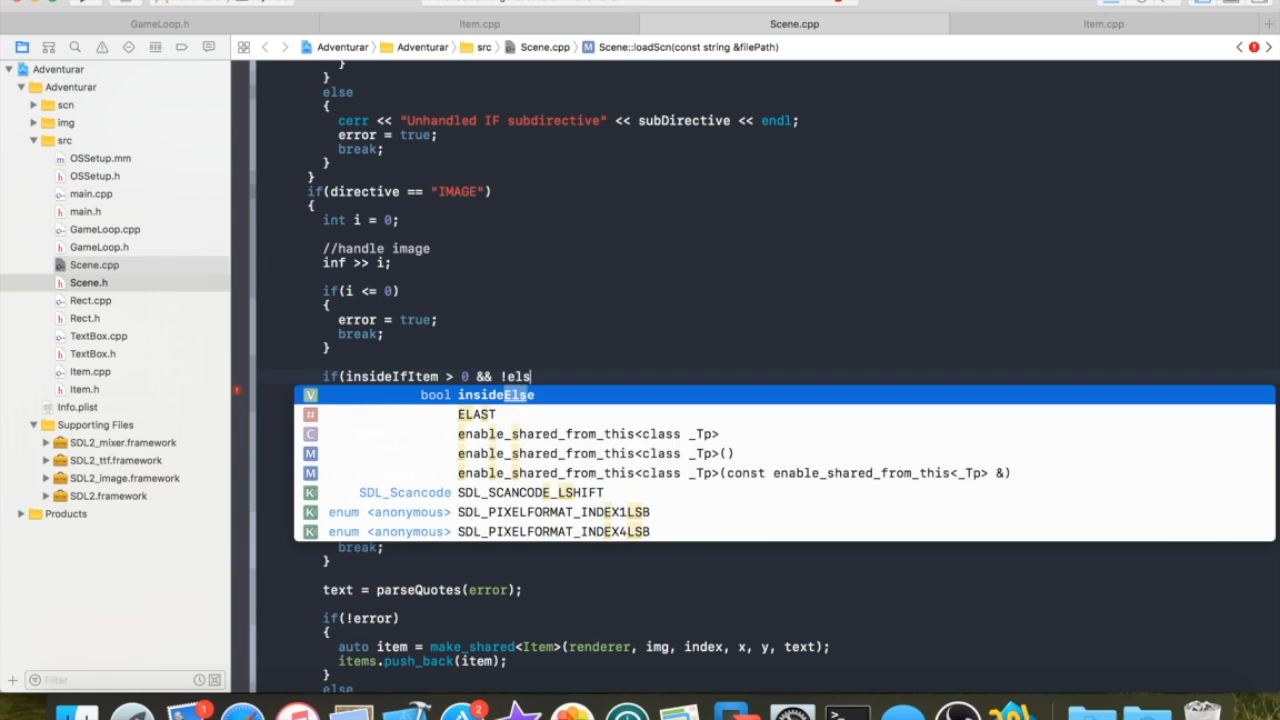 GameLoop.h
Item.cpp
Scene.cpp
Item.cpp
Adventurar
Adventurar
src
Scene.cpp
M
Scene::loadScn(const string &filePath)
Adventurar
Adventurar
scn
img
src
m OSSetup.mm
h OSSetup.h
main.cpp
h main.h
GameLoop.cpp
h GameLoop.h
Scene.cpp
h Scene.h
Rect.cpp
h Rect.h
TextBox.cpp
h TextBox.h
Item.cpp
h Item.h
Info.plist
Supporting Files
SDL2_mixer.framework
SDL2_ttf.framework
SDL2_image.framework
SDL2.framework
Products
Filter
}
}
else
{
cerr << "Unhandled IF subdirective" << subDirective << endl;
error = true;
break;
}
}
if(directive == "IMAGE")
{
int i = 0;
//handle image
inf >> i;
if(i <= 0)
{
error = true;
break;
}
if(insideIfItem > 0 && !els
V bool insideElse
# ELAST
C enable_shared_from_this<class _Tp>
M enable_shared_from_this<class _Tp>()
M enable_shared_from_this<class _Tp>(const enable_shared_from_this<_Tp> &)
K SDL_Scancode SDL_SCANCODE_LSHIFT
K enum <anonymous> SDL_PIXELFORMAT_INDEX1LSB
K enum <anonymous> SDL_PIXELFORMAT_INDEX4LSB
break;
}
text = parseQuotes(error);
if(!error)
{
auto item = make_shared<Item>(renderer, img, index, x, y, text);
items.push_back(item);
}
else
1
2